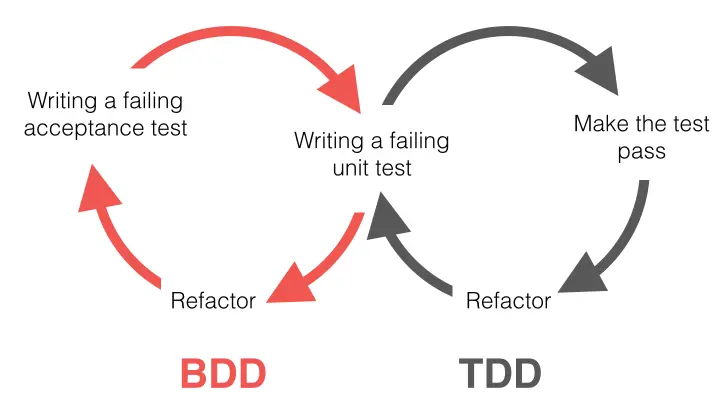 Writing a failing
acceptance test
Writing a failing
unit test
Make the test
pass
Refactor
Refactor
BDD
TDD